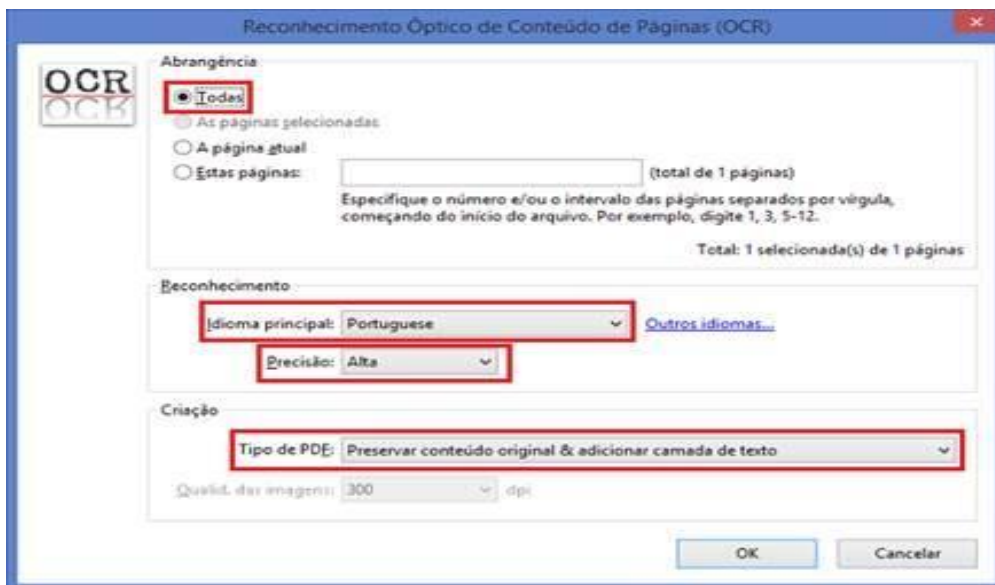 Reconhecimento Óptico de Conteúdo de Páginas (OCR)
OCR
Abrangência
Todas
As páginas selecionadas
A página atual
Estas páginas: (total de 1 páginas)
Especifique o número e/ou o intervalo das páginas separados por vírgula,
começando do início do arquivo. Por exemplo, digite 1, 3, 5-12.
Total: 1 selecionada(s) de 1 páginas
Reconhecimento
Idioma principal: Portuguese Outros idiomas...
Precisão: Alta
Criação
Tipo de PDF: Preservar conteúdo original & adicionar camada de texto
Qualid. das imagens: 300 dpi
OK Cancelar